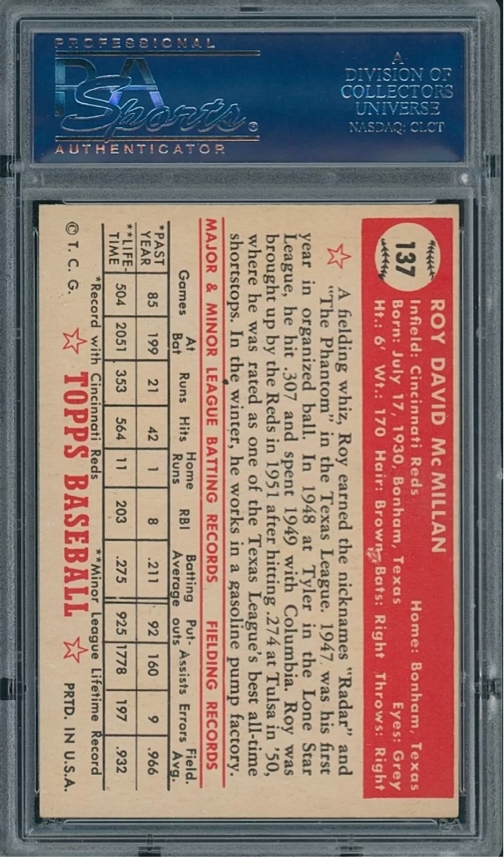 PROFESSIONAL
PSA
Sports®
AUTHENTICATOR
A
DIVISION OF
COLLECTORS
UNIVERSE
NASDAQ: CLCT
137
ROY DAVID McMILLAN
Infield: Cincinnati Reds Home: Bonham, Texas
Born: July 17, 1930, Bonham, Texas Eyes: Grey
Ht.: 6' Wt.: 170 Hair: Brown Bats: Right Throws: Right
A fielding whiz, Roy earned the nicknames "Radar" and
"The Phantom" in the Texas League. 1947 was his first
year in organized ball. In 1948 at Tyler in the Lone Star
League, he hit .307 and spent 1949 with Columbia. Roy was
brought up by the Reds in 1951 after hitting .274 at Tulsa in '50,
where he was rated as one of the Texas League's best all-time
shortstops. In the winter, he works in a gasoline pump factory.
MAJOR & MINOR LEAGUE BATTING RECORDS FIELDING RECORDS
Games At Bat Runs Hits Home Runs RBI Batting Average Put-outs Assists Errors Field. Avg.
*PAST YEAR 85 199 21 42 1 8 .211 92 160 9 .966
**LIFE-TIME 504 2051 353 564 11 203 .275 925 1778 197 .932
*Record with Cincinnati Reds **Minor League Lifetime Record
© T. C. G. TOPPS BASEBALL PRTD. IN U.S.A.